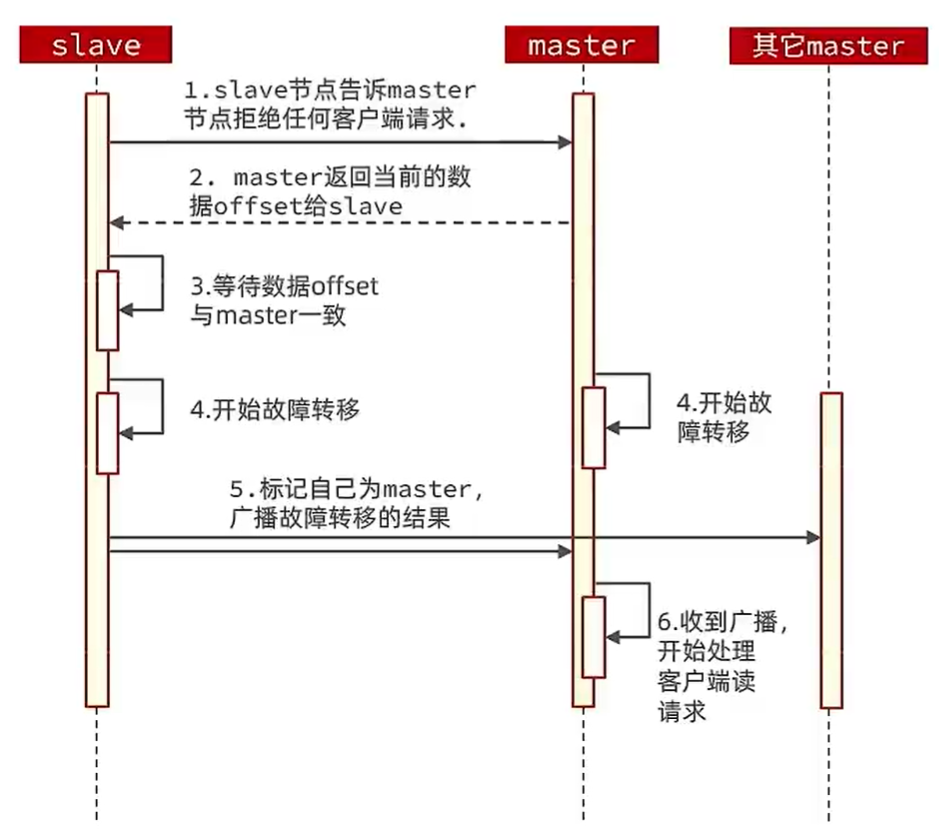 slave
master
其它master
1.slave节点告诉master
节点拒绝任何客户端请求.
2. master返回当前的数
据offset给slave
3.等待数据offset
与master一致
4.开始故障转移
4.开始故
障转移
5.标记自己为master,
广播故障转移的结果
6.收到广播,
开始处理
客户端读
请求